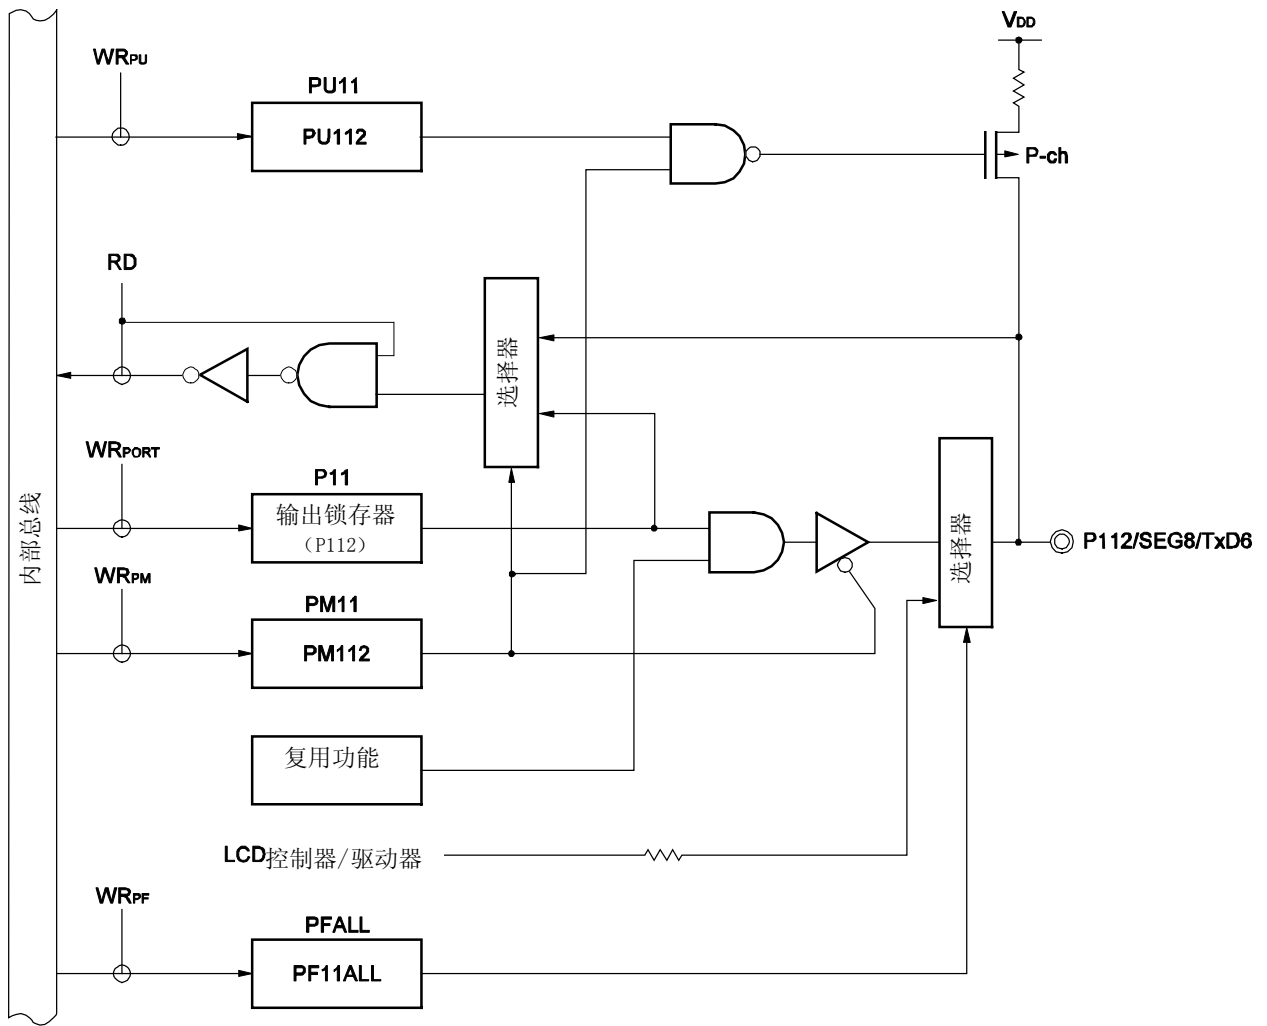 VDD
WRPU
PU11
PU112
P-ch
RD
选择器
WRPORT
P11
输出锁存器
（P112）
内部总线
选择器
P112/SEG8/TxD6
WRPM
PM11
PM112
复用功能
LCD控制器/驱动器
WRPF
PFALL
PF11ALL